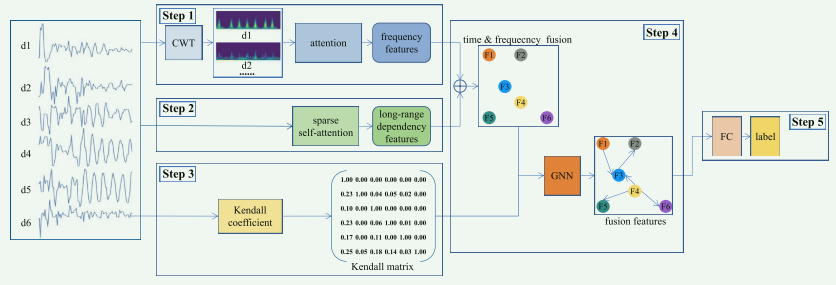 d1
d2
d3
d4
d5
d6
Step 1
CWT
d1
d2
......
attention
frequency
features
Step 2
sparse
self-attention
long-range
dependency
features
Step 3
Kendall
coefficient
1.00 0.00 0.00 0.00 0.00 0.00
0.23 1.00 0.04 0.05 0.02 0.00
0.10 0.00 1.00 0.00 0.00 0.00
0.23 0.00 0.06 1.00 0.01 0.00
0.17 0.00 0.11 0.00 1.00 0.00
0.25 0.05 0.18 0.14 0.03 1.00
Kendall matrix
Step 4
time & frequecncy fusion
F1
F2
F3
F4
F5
F6
GNN
F1
F2
F3
F4
F5
F6
fusion features
Step 5
FC
label